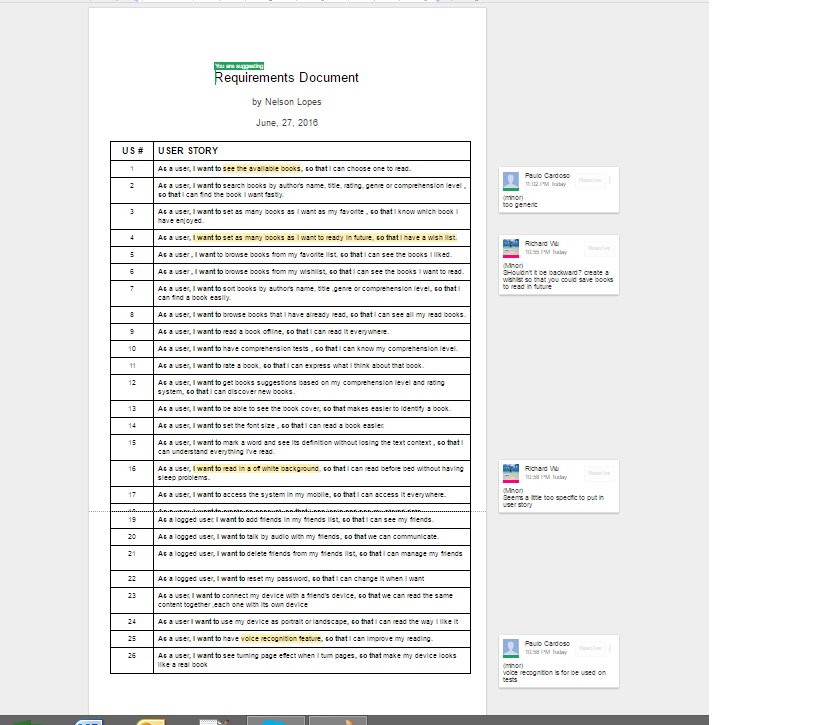 You are suggesting
Requirements Document
by Nelson Lopes
June, 27, 2016
US # USER STORY
1 As a user, I want to see the available books, so that I can choose one to read.
2 As a user, I want to search books by author's name, title, rating, genre or comprehension level ,
so that I can find the book I want fastly.
3 As a user, I want to set as many books as I want as my favorite , so that I know which book I
have enjoyed.
4 As a user, I want to set as many books as I want to ready in future, so that I have a wish list.
5 As a user , I want to browse books from my favorite list, so that I can see the books I liked.
6 As a user , I want to browse books from my wishlist, so that I can see the books I want to read.
7 As a user, I want to sort books by author's name, title ,genre or comprehension level, so that I
can find a book easily.
8 As a user, I want to browse books that I have already read, so that I can see all my read books.
9 As a user, I want to read a book offline, so that I can read it everywhere.
10 As a user, I want to have comprehension tests , so that I can know my comprehension level.
11 As a user, I want to rate a book, so that I can express what I think about that book.
12 As a user, I want to get books suggestions based on my comprehension level and rating
system, so that I can discover new books.
13 As a user, I want to be able to see the book cover, so that makes easier to identify a book.
14 As a user, I want to set the font size , so that I can read a book easier.
15 As a user, I want to mark a word and see its definition without losing the text context , so that I
can understand everything I've read.
16 As a user, I want to read in a off white background, so that I can read before bed without having
sleep problems.
17 As a user, I want to access the system in my mobile, so that I can access it everywhere.
19 As a logged user, I want to add friends in my friends list, so that I can see my friends.
20 As a logged user, I want to talk by audio with my friends, so that we can communicate.
21 As a logged user, I want to delete friends from my friends list, so that I can manage my friends
22 As a logged user, I want to reset my password, so that I can change it when I want
23 As a user, I want to connect my device with a friend's device, so that we can read the same
content together ,each one with its own device
24 As a user I want to use my device as portrait or landscape, so that I can read the way I like it
25 As a user, I want to have voice recognition feature, so that I can improve my reading.
26 As a user, I want to see turning page effect when I turn pages, so that make my device looks
like a real book
Paulo Cardoso
11:02 PM Today
Resolve
(minor)
too generic
Richard Wu
10:55 PM Today
Resolve
(Minor)
SHouldn't it be backward? create a
wishlist so that you could save books
to read in future
Richard Wu
10:58 PM Today
Resolve
(Minor)
Seems a little too specific to put in
user story
Paulo Cardoso
10:58 PM Today
Resolve
(minor)
voice recognition is for be used on
tests